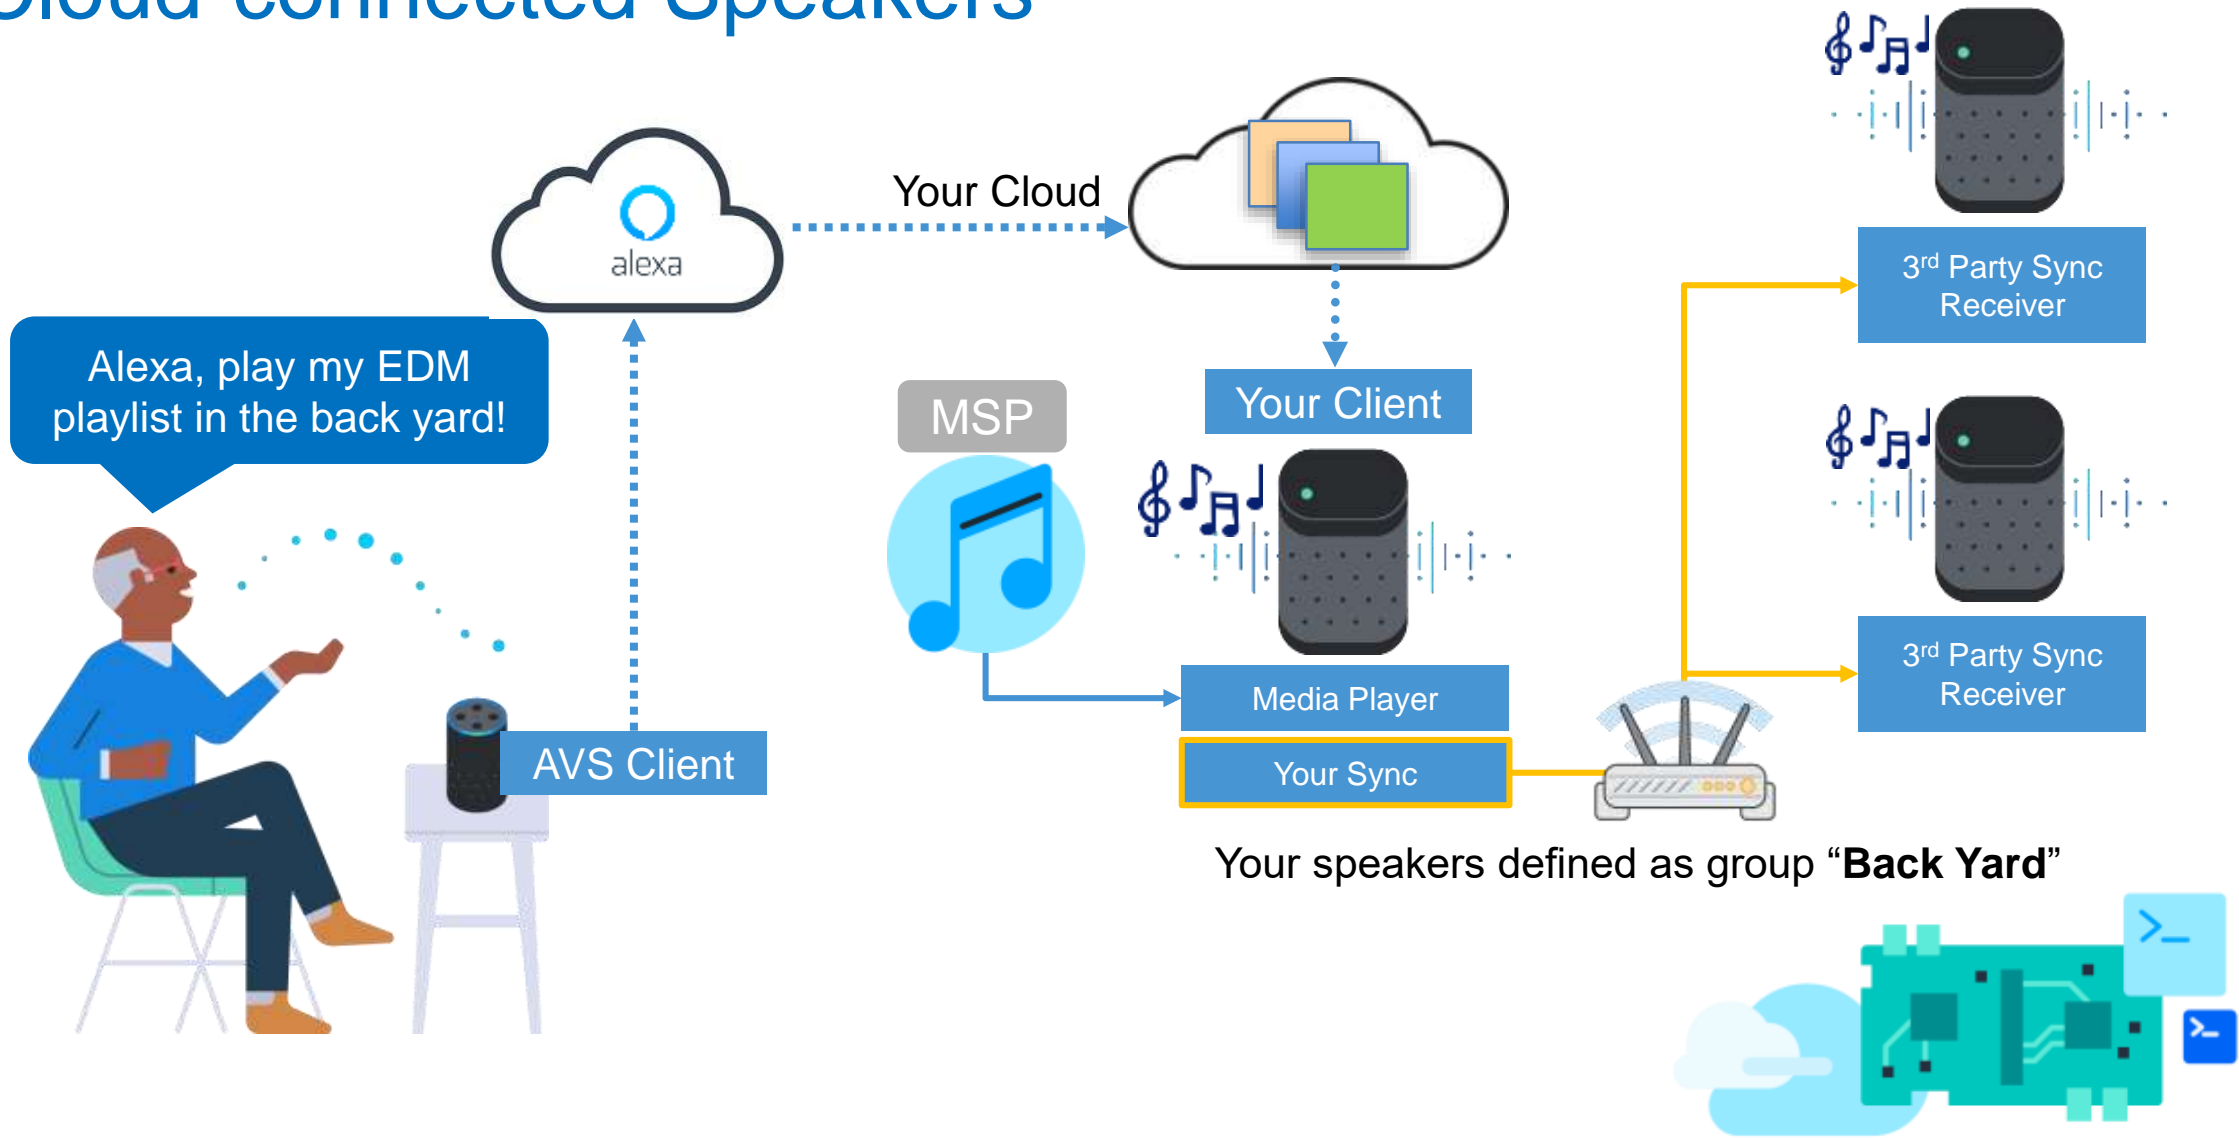 Cloud-connected Speakers
Your Cloud
alexa
Alexa, play my EDM
playlist in the back yard!
MSP
Your Client
3rd Party Sync
Receiver
3rd Party Sync
Receiver
Media Player
AVS Client
Your Sync
Your speakers defined as group “Back Yard”
>_
>_